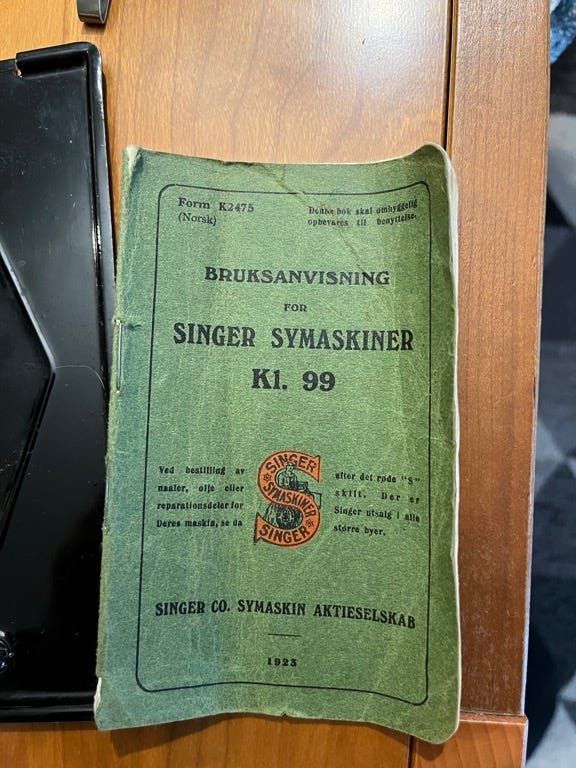 Form K2475
(Norsk)
Denne bok skal omhyggelig
opbevares til benyttelse.
BRUKSANVISNING
FOR
SINGER SYMASKINER
Kl. 99
Ved bestilling av
naaler, olje eller
reparationsdeler for
Deres maskin, se da
SINGER
SYMASKINER
SINGER
efter det røde "S"
skilt. Der er
Singer utsalg i alle
større byer.
SINGER CO. SYMASKIN AKTIESELSKAB
1923